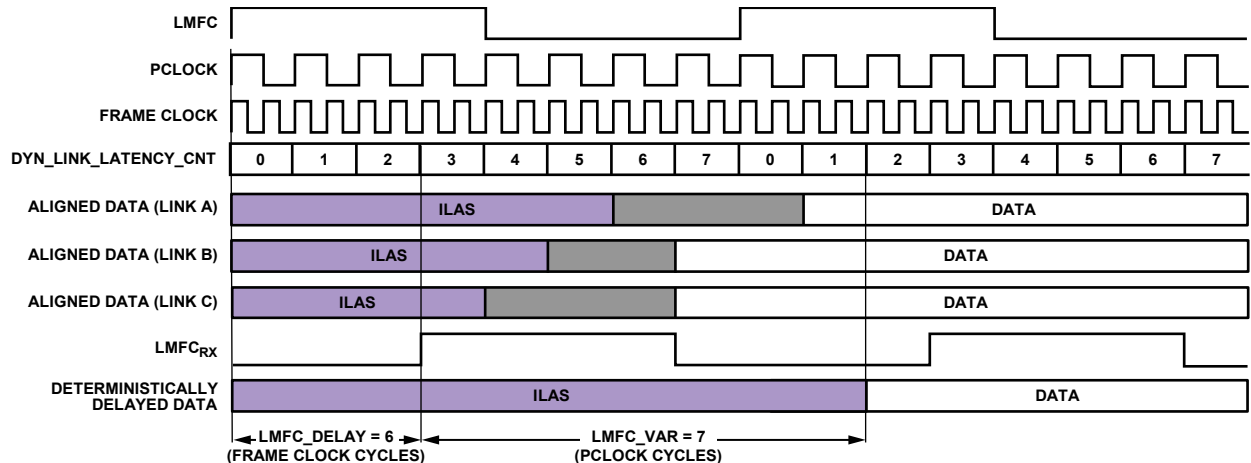 LMFC
PCLOCK
FRAME CLOCK
DYN_LINK_LATENCY_CNT 0 1 2 3 4 5 6 7 0 1 2 3 4 5 6 7
ALIGNED DATA (LINK A) ILAS DATA
ALIGNED DATA (LINK B) ILAS DATA
ALIGNED DATA (LINK C) ILAS DATA
LMFCRX
DETERMINISTICALLY
DELAYED DATA
ILAS DATA
LMFC_DELAY = 6
(FRAME CLOCK CYCLES)
LMFC_VAR = 7
(PCLOCK CYCLES)